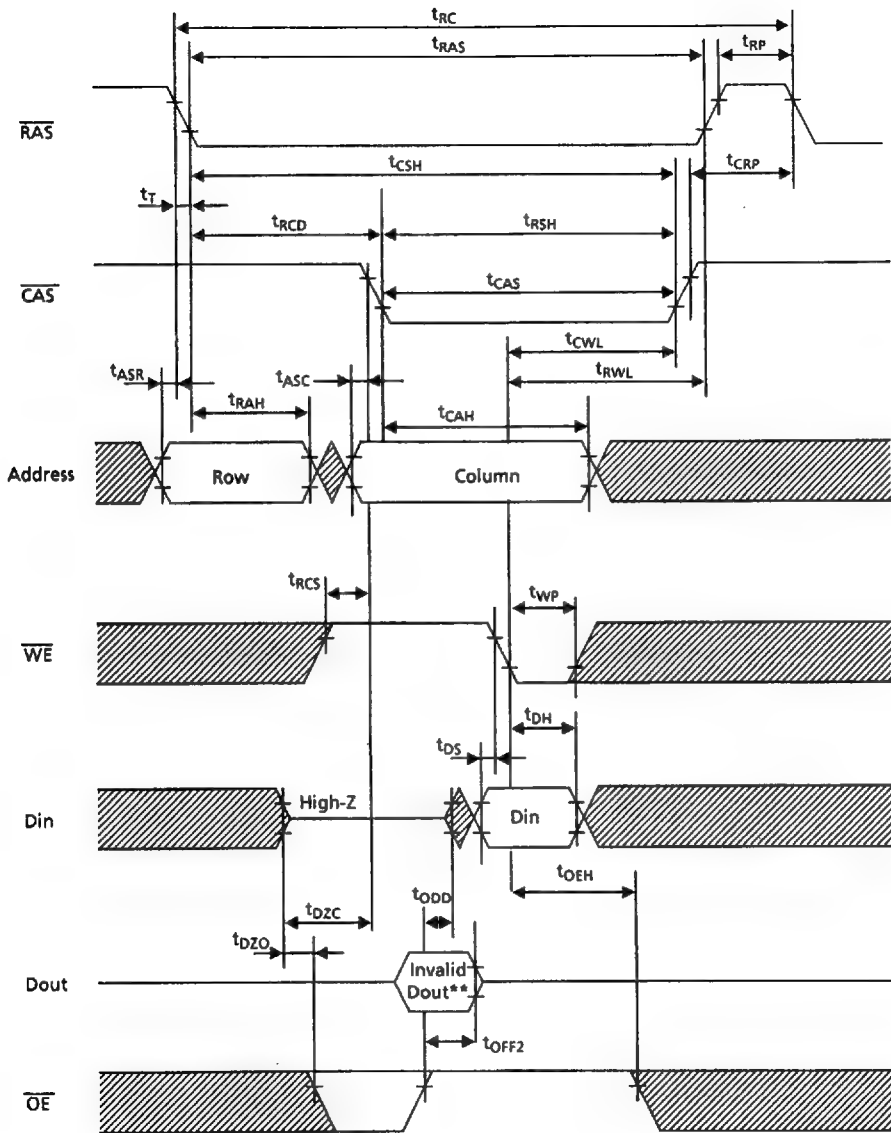 tRC
tRAS
tRP
RAS
tCSH
tCRP
tT
tRCD
tRSH
CAS
tCAS
tCWL
tASR
tASC
tRWL
tRAH
tCAH
Address
Row
Column
tRCS
tWP
WE
tDH
tDS
High-Z
Din
Din
tOEH
tODD
tDZC
tDZO
Invalid
Dout**
Dout
tOFF2
OE